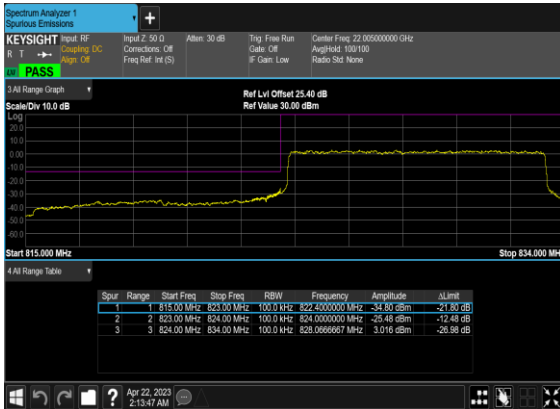 Spectrum Analyzer 1
Spurious Emissions
KEYSIGHT Input: RF Input Z: 50 Ω Atten: 30 dB Trig: Free Run Center Freq: 22.005000000 GHz
R T Coupling: DC Corrections: Off Gate: Off Avg|Hold: 100/100
Align: Off Freq Ref: Int (S) IF Gain: Low Radio Std: None
PASS
3 All Range Graph
Ref Lvl Offset 25.40 dB
Scale/Div 10.0 dB Ref Value 30.00 dBm
Log
20.0
10.0
0.00
-10.0
-20.0
-30.0
-40.0
-50.0
-60.0
Start 815.000 MHz Stop 834.000 MH
4 All Range Table
Spur Range Start Freq Stop Freq RBW Frequency Amplitude ΔLimit
1 1 815.00 MHz 823.00 MHz 100.0 kHz 822.4000000 MHz -34.80 dBm -21.80 dB
2 2 823.00 MHz 824.00 MHz 100.0 kHz 824.0000000 MHz -25.48 dBm -12.48 dB
3 3 824.00 MHz 834.00 MHz 100.0 kHz 828.0666667 MHz 3.016 dBm -26.98 dB
Apr 22, 2023
2:13:47 AM